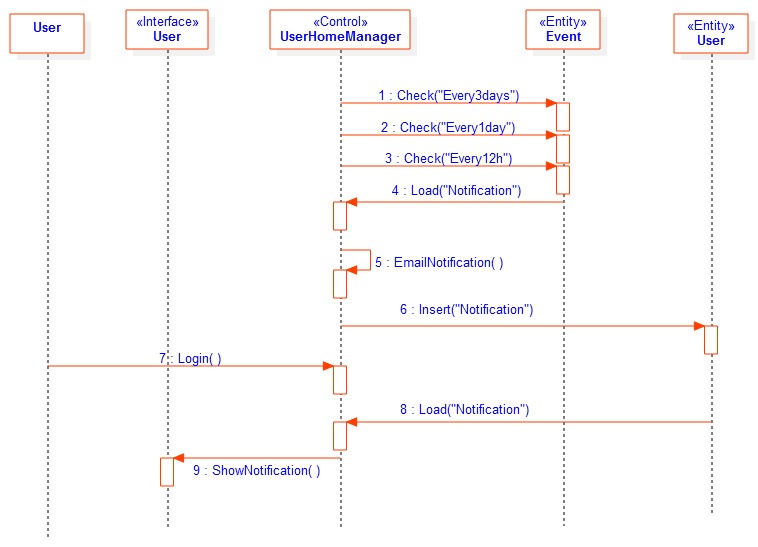 User
«Interface»
User
«Control»
UserHomeManager
«Entity»
Event
«Entity»
User
1 : Check("Every3days")
2 : Check("Every1day")
3 : Check("Every12h")
4 : Load("Notification")
5 : EmailNotification( )
6 : Insert("Notification")
7 : Login( )
8 : Load("Notification")
9 : ShowNotification( )